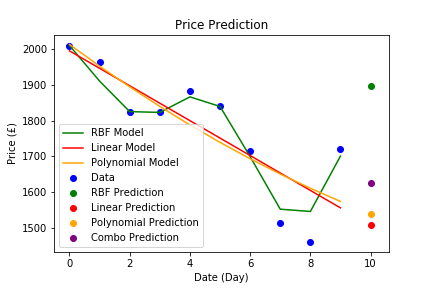 Price Prediction
2000
1900
1800
1700
1600
1500
Price (£)
RBF Model
Linear Model
Polynomial Model
Data
RBF Prediction
Linear Prediction
Polynomial Prediction
Combo Prediction
0 2 4 6 8 10
Date (Day)